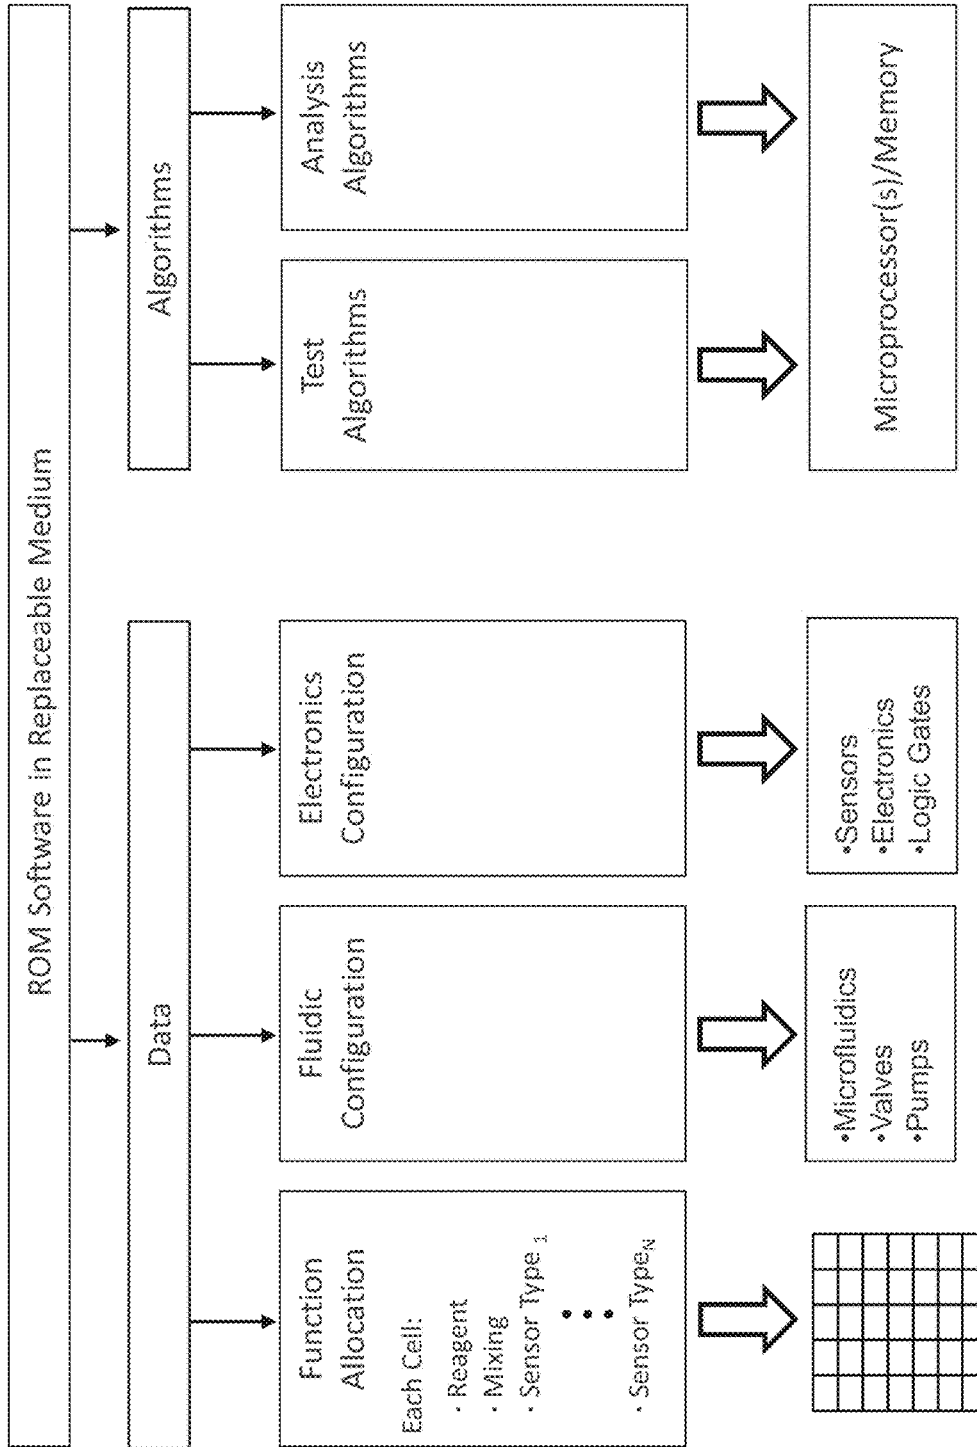 ROM Software in Replaceable Medium
Data
Algorithms
Function
Allocation
Each Cell:
· Reagent
· Mixing
· Sensor Type 1
· Sensor TypeN
Fluidic
Configuration
Electronics
Configuration
Test
Algorithms
Analysis
Algorithms
•Microfluidics
•Valves
•Pumps
•Sensors
•Electronics
•Logic Gates
Microprocessor(s)/Memory